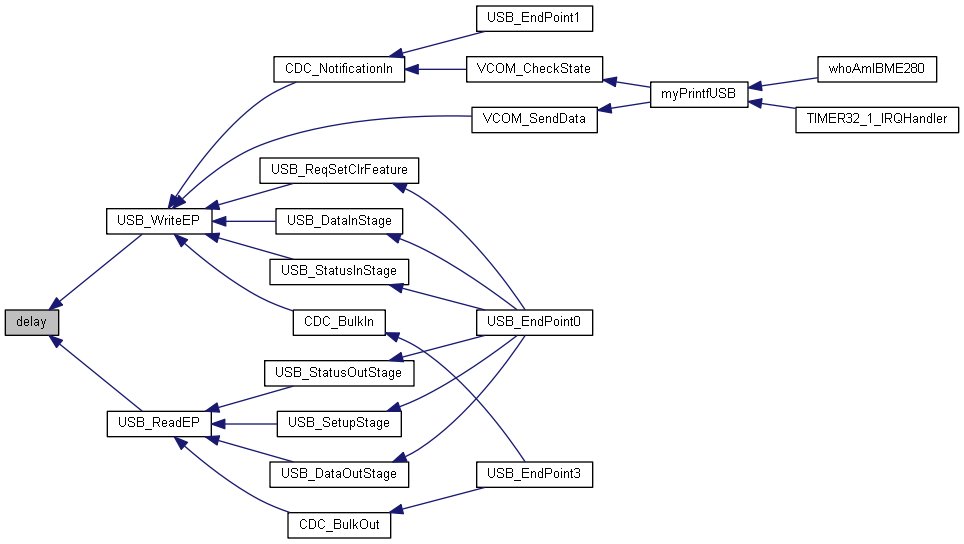 USB_EndPoint1
CDC_NotificationIn
VCOM_CheckState
whoAmIBME280
myPrintfUSB
VCOM_SendData
TIMER32_1_IRQHandler
USB_ReqSetClrFeature
USB_WriteEP
USB_DataInStage
USB_StatusInStage
delay
CDC_BulkIn
USB_EndPoint0
USB_StatusOutStage
USB_ReadEP
USB_SetupStage
USB_DataOutStage
USB_EndPoint3
CDC_BulkOut